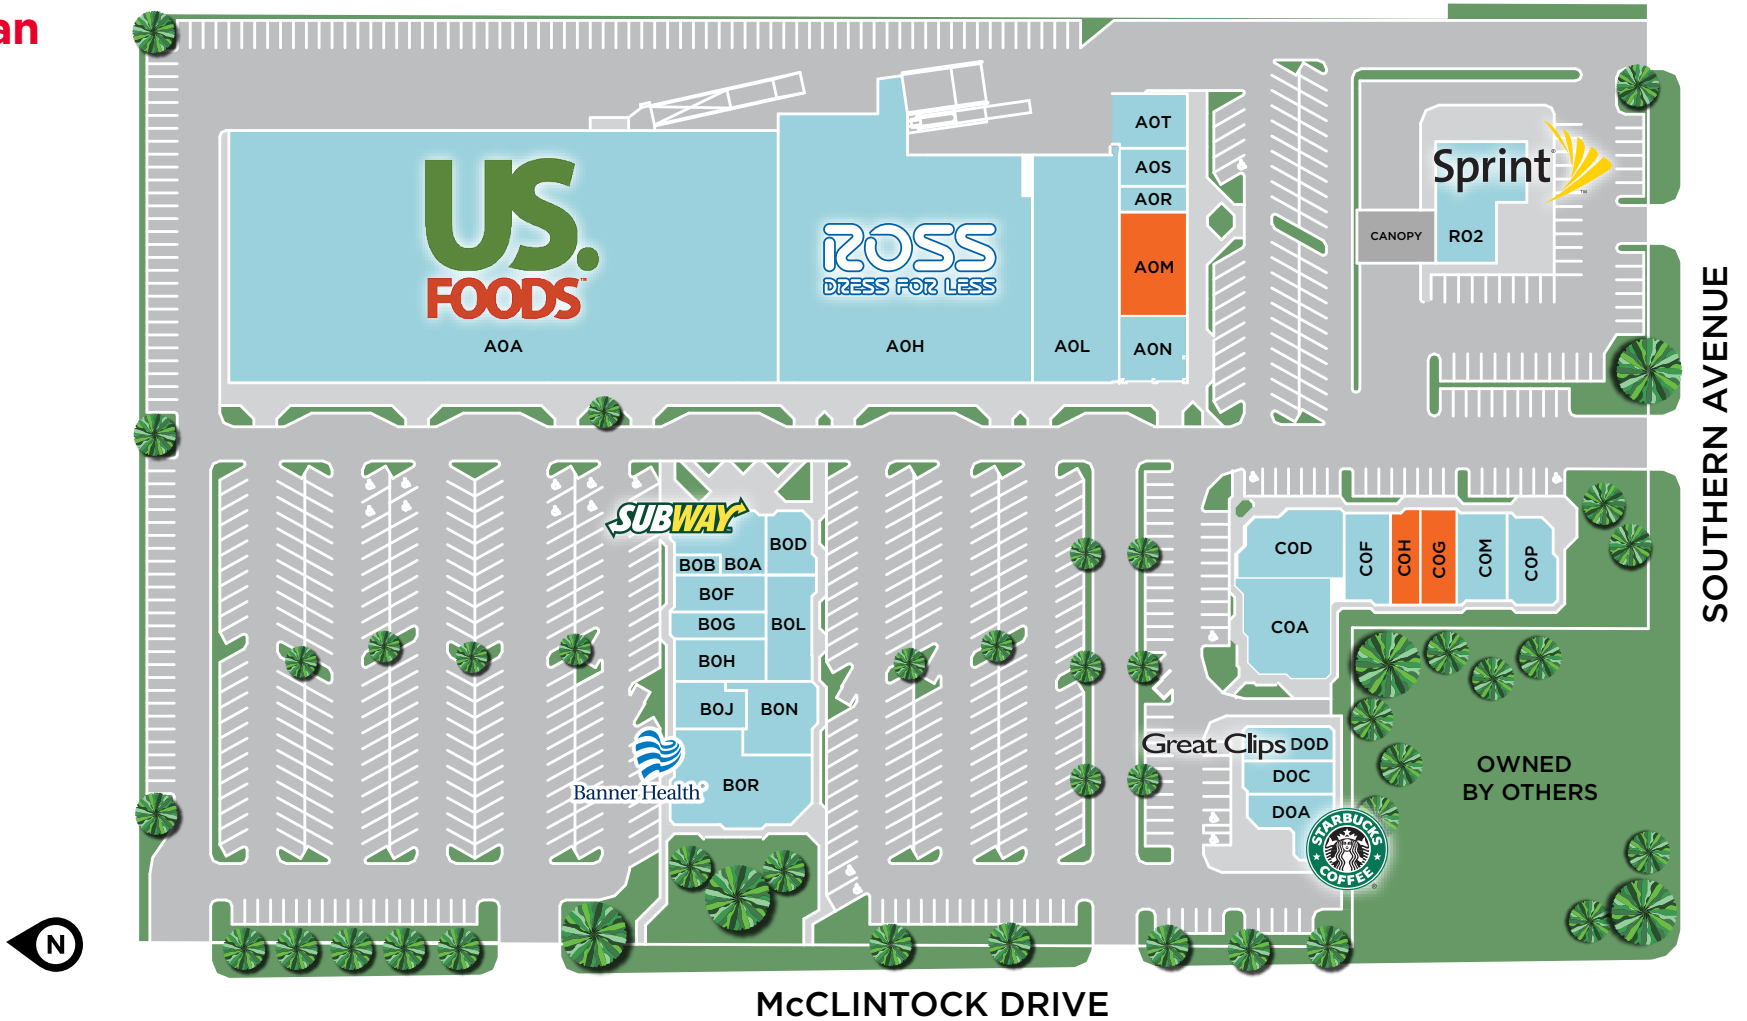 an
US.
FOODS™
A0A
ROSS
DRESS FOR LESS
A0H
A0L
A0T
A0S
A0R
A0M
A0N
Sprint
CANOPY
R02
SOUTHERN AVENUE
SUBWAY
B0D
B0B
B0A
B0F
B0G
B0L
B0H
B0J
B0N
Banner Health®
B0R
C0D
C0F
C0H
C0G
C0M
C0P
C0A
Great Clips
D0D
D0C
D0A
STARBUCKS
COFFEE
OWNED
BY OTHERS
N
McCLINTOCK DRIVE